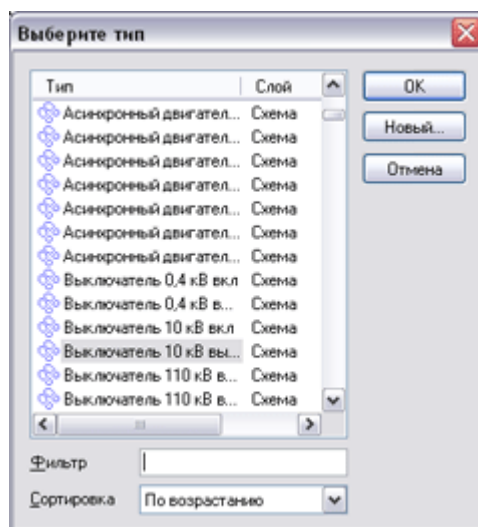 Выберите тип
Тип Слой
Асинхронный двигател... Схема
Асинхронный двигател... Схема
Асинхронный двигател... Схема
Асинхронный двигател... Схема
Асинхронный двигател... Схема
Асинхронный двигател... Схема
Асинхронный двигател... Схема
Выключатель 0,4 кВ вкл Схема
Выключатель 0,4 кВ в... Схема
Выключатель 10 кВ вкл Схема
Выключатель 10 кВ вы... Схема
Выключатель 110 кВ в... Схема
Выключатель 110 кВ в... Схема
OK
Новый...
Отмена
Фильтр
Сортировка По возрастанию